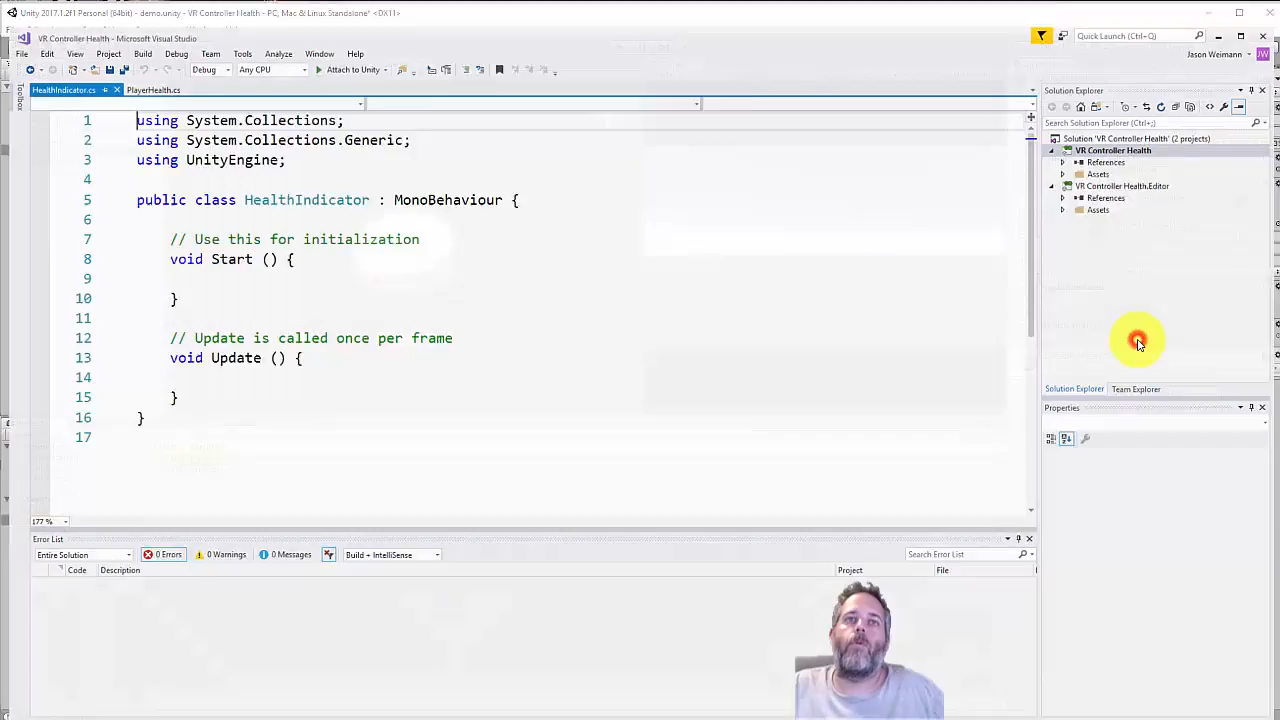 Unity 2017.1.2f1 Personal (64bit) - demo.unity - VR Controller Health - PC, Mac & Linux Standalone* <DX11>
VR Controller Health - Microsoft Visual Studio
Quick Launch (Ctrl+Q)
File Edit View Project Build Debug Team Tools Test Analyze Window Help
Jason Weimann JW
Debug Any CPU Attach to Unity
Toolbox
HealthIndicator.cs PlayerHealth.cs
1 using System.Collections;
2 using System.Collections.Generic;
3 using UnityEngine;
4
5 public class HealthIndicator : MonoBehaviour {
6
7 // Use this for initialization
8 void Start () {
9
10 }
11
12 // Update is called once per frame
13 void Update () {
14
15 }
16 }
17
177 %
Solution Explorer
Search Solution Explorer (Ctrl+;)
Solution 'VR Controller Health' (2 projects)
VR Controller Health
References
Assets
VR Controller Health.Editor
References
Assets
Solution Explorer Team Explorer
Properties
Error List
Entire Solution 0 Errors 0 Warnings 0 Messages Build + IntelliSense Search Error List
Code Description Project File